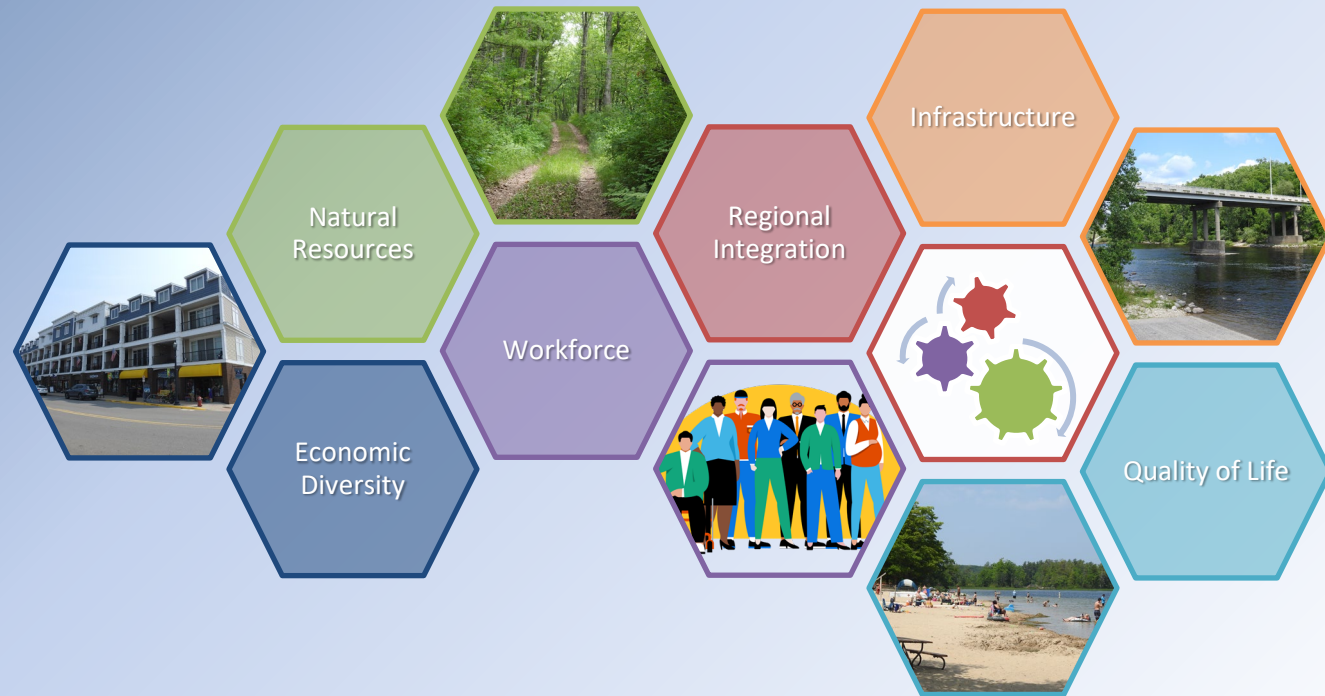 Infrastructure
Natural
Resources
Regional
Integration
Workforce
Economic
Diversity
Quality of Life